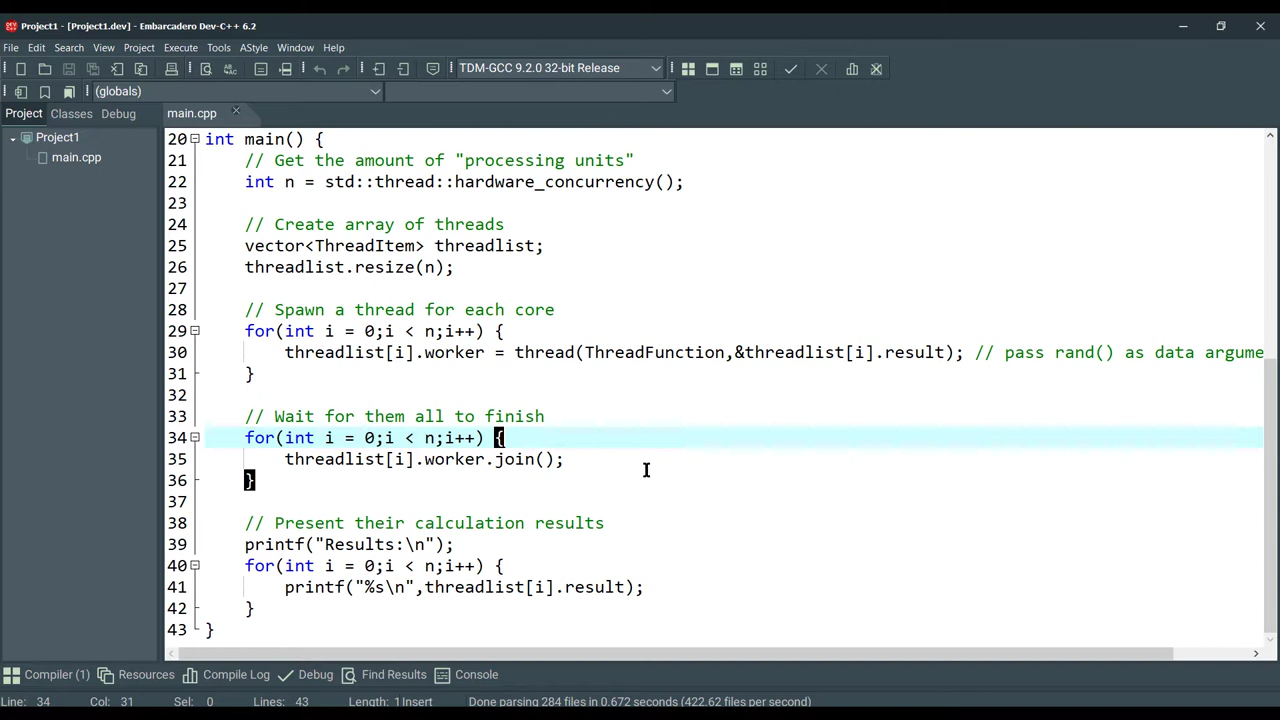 Project1 - [Project1.dev] - Embarcadero Dev-C++ 6.2
File Edit Search View Project Execute Tools AStyle Window Help
TDM-GCC 9.2.0 32-bit Release
(globals)
Project Classes Debug main.cpp
Project1
main.cpp
20 int main() {
21 // Get the amount of "processing units"
22 int n = std::thread::hardware_concurrency();
23
24 // Create array of threads
25 vector<ThreadItem> threadlist;
26 threadlist.resize(n);
27
28 // Spawn a thread for each core
29 for(int i = 0;i < n;i++) {
30 threadlist[i].worker = thread(ThreadFunction,&threadlist[i].result); // pass rand() as data argume
31 }
32
33 // Wait for them all to finish
34 for(int i = 0;i < n;i++) {
35 threadlist[i].worker.join();
36 }
37
38 // Present their calculation results
39 printf("Results:\n");
40 for(int i = 0;i < n;i++) {
41 printf("%s\n",threadlist[i].result);
42 }
43 }
Compiler (1) Resources Compile Log Debug Find Results Console
Line: 34 Col: 31 Sel: 0 Lines: 43 Length: 1 Insert Done parsing 284 files in 0.672 seconds (422.62 files per second)